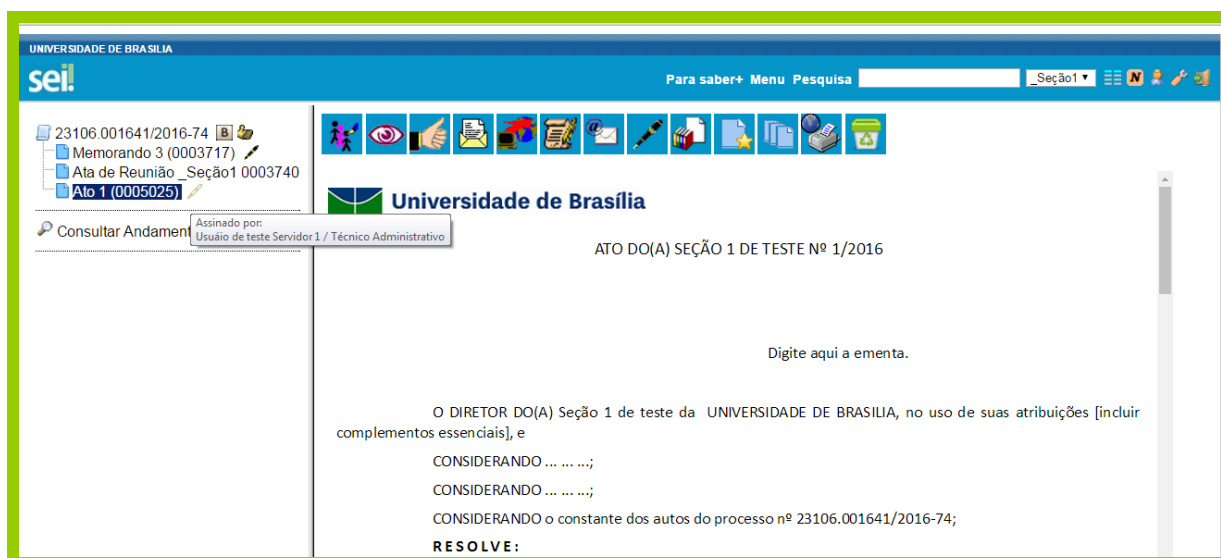 UNIVERSIDADE DE BRASILIA
sei!
Para saber+ Menu Pesquisa
_Seção1
N
23106.001641/2016-74 B
Memorando 3 (0003717)
Ata de Reunião _Seção1 0003740
Ato 1 (0005025)
Consultar Andament
Assinado por:
Usuáio de teste Servidor 1 / Técnico Administrativo
Universidade de Brasília
ATO DO(A) SEÇÃO 1 DE TESTE Nº 1/2016
Digite aqui a ementa.
O DIRETOR DO(A) Seção 1 de teste da UNIVERSIDADE DE BRASILIA, no uso de suas atribuições [incluir
complementos essenciais], e
CONSIDERANDO ... ... ...;
CONSIDERANDO ... ... ...;
CONSIDERANDO o constante dos autos do processo nº 23106.001641/2016-74;
R E S O L V E :